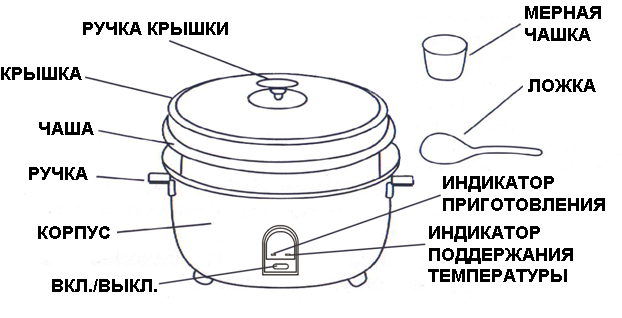 РУЧКА КРЫШКИ
КРЫШКА
ЧАША
РУЧКА
КОРПУС
ВКЛ./ВЫКЛ.
МЕРНАЯ
ЧАШКА
ЛОЖКА
ИНДИКАТОР
ПРИГОТОВЛЕНИЯ
ИНДИКАТОР
ПОДДЕРЖАНИЯ
ТЕМПЕРАТУРЫ